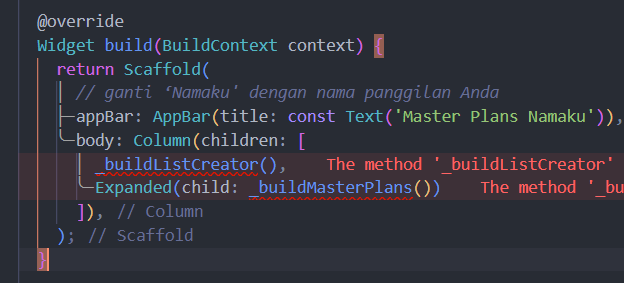 @override
Widget build(BuildContext context) {
return Scaffold(
// ganti ‘Namaku' dengan nama panggilan Anda
appBar: AppBar(title: const Text('Master Plans Namaku')),
body: Column(children: [
_buildListCreator(), The method '_buildListCreator'
Expanded(child: _buildMasterPlans()) The method '_bu
]), // Column
); // Scaffold
}